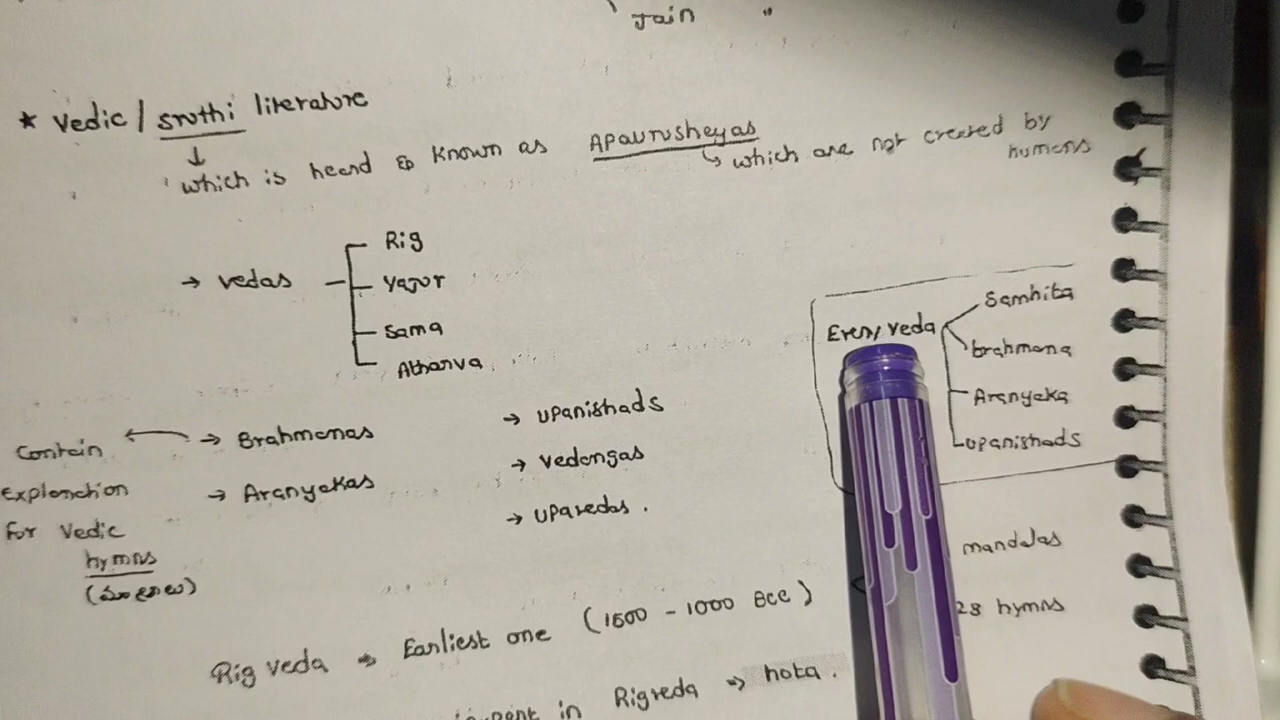 Jain "
* Vedic / sruthi literature
↓
which is heard & known as Apaurusheyas
↳ which are not created by humens
→ vedas
Rig
Yajur
Sama
Atharva
Every veda
Samhita
brahmana
Aranyaka
upanishads
→ Brahmanas
→ Aranyakas
Contain
explanation
for vedic
hymns
→ upanishads
→ vedangas
→ upavedas.
mandalas
28 hymns
Rig veda → Earliest one (1500 - 1000 BCE)
in Rigveda → hota.